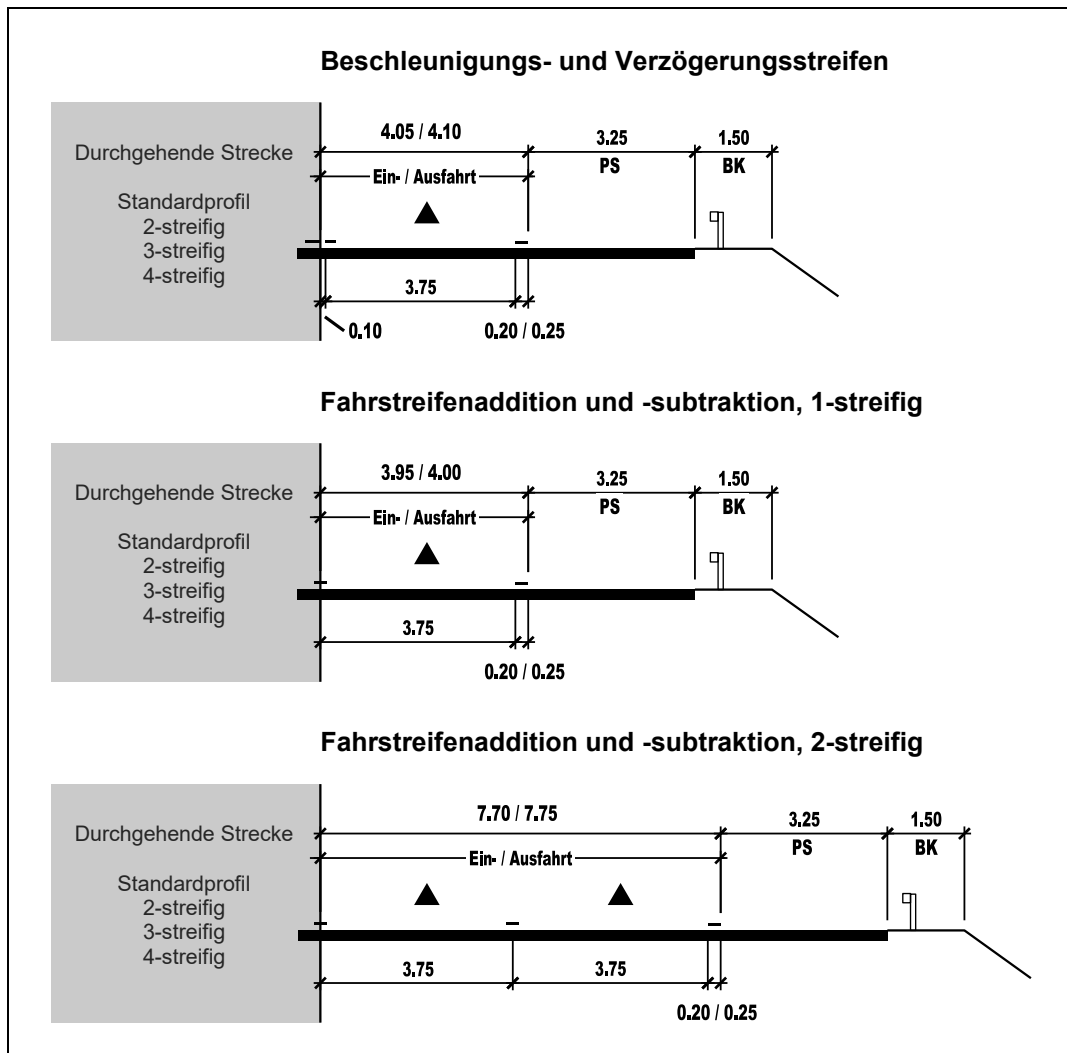 Beschleunigungs- und Verzögerungsstreifen
Durchgehende Strecke
Standardprofil
2-streifig
3-streifig
4-streifig
4.05 / 4.10
3.25
1.50
PS
BK
Ein- / Ausfahrt
3.75
0.10
0.20 / 0.25
Fahrstreifenaddition und -subtraktion, 1-streifig
Durchgehende Strecke
Standardprofil
2-streifig
3-streifig
4-streifig
3.95 / 4.00
3.25
1.50
PS
BK
Ein- / Ausfahrt
3.75
0.20 / 0.25
Fahrstreifenaddition und -subtraktion, 2-streifig
Durchgehende Strecke
Standardprofil
2-streifig
3-streifig
4-streifig
7.70 / 7.75
3.25
1.50
PS
BK
Ein- / Ausfahrt
3.75
3.75
0.20 / 0.25